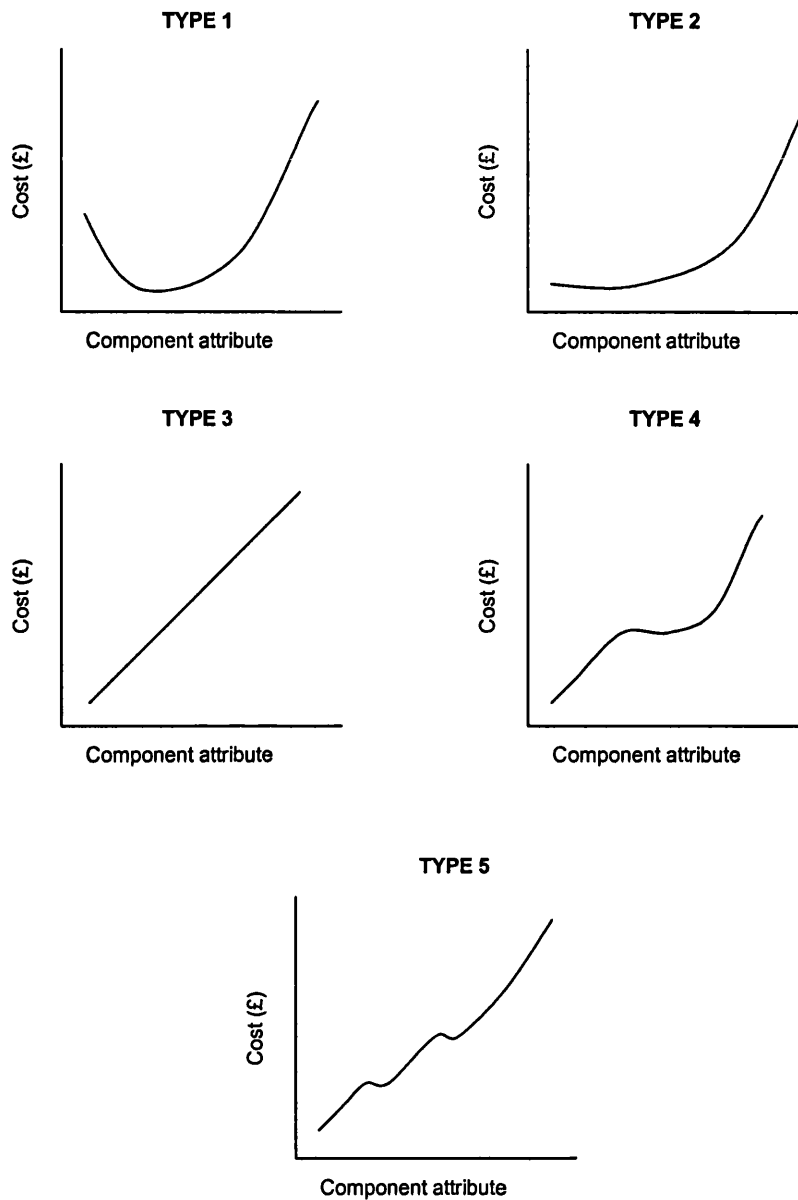 TYPE 1
Cost (£)
Component attribute
TYPE 2
Cost (£)
Component attribute
TYPE 3
Cost (£)
Component attribute
TYPE 4
Cost (£)
Component attribute
TYPE 5
Cost (£)
Component attribute